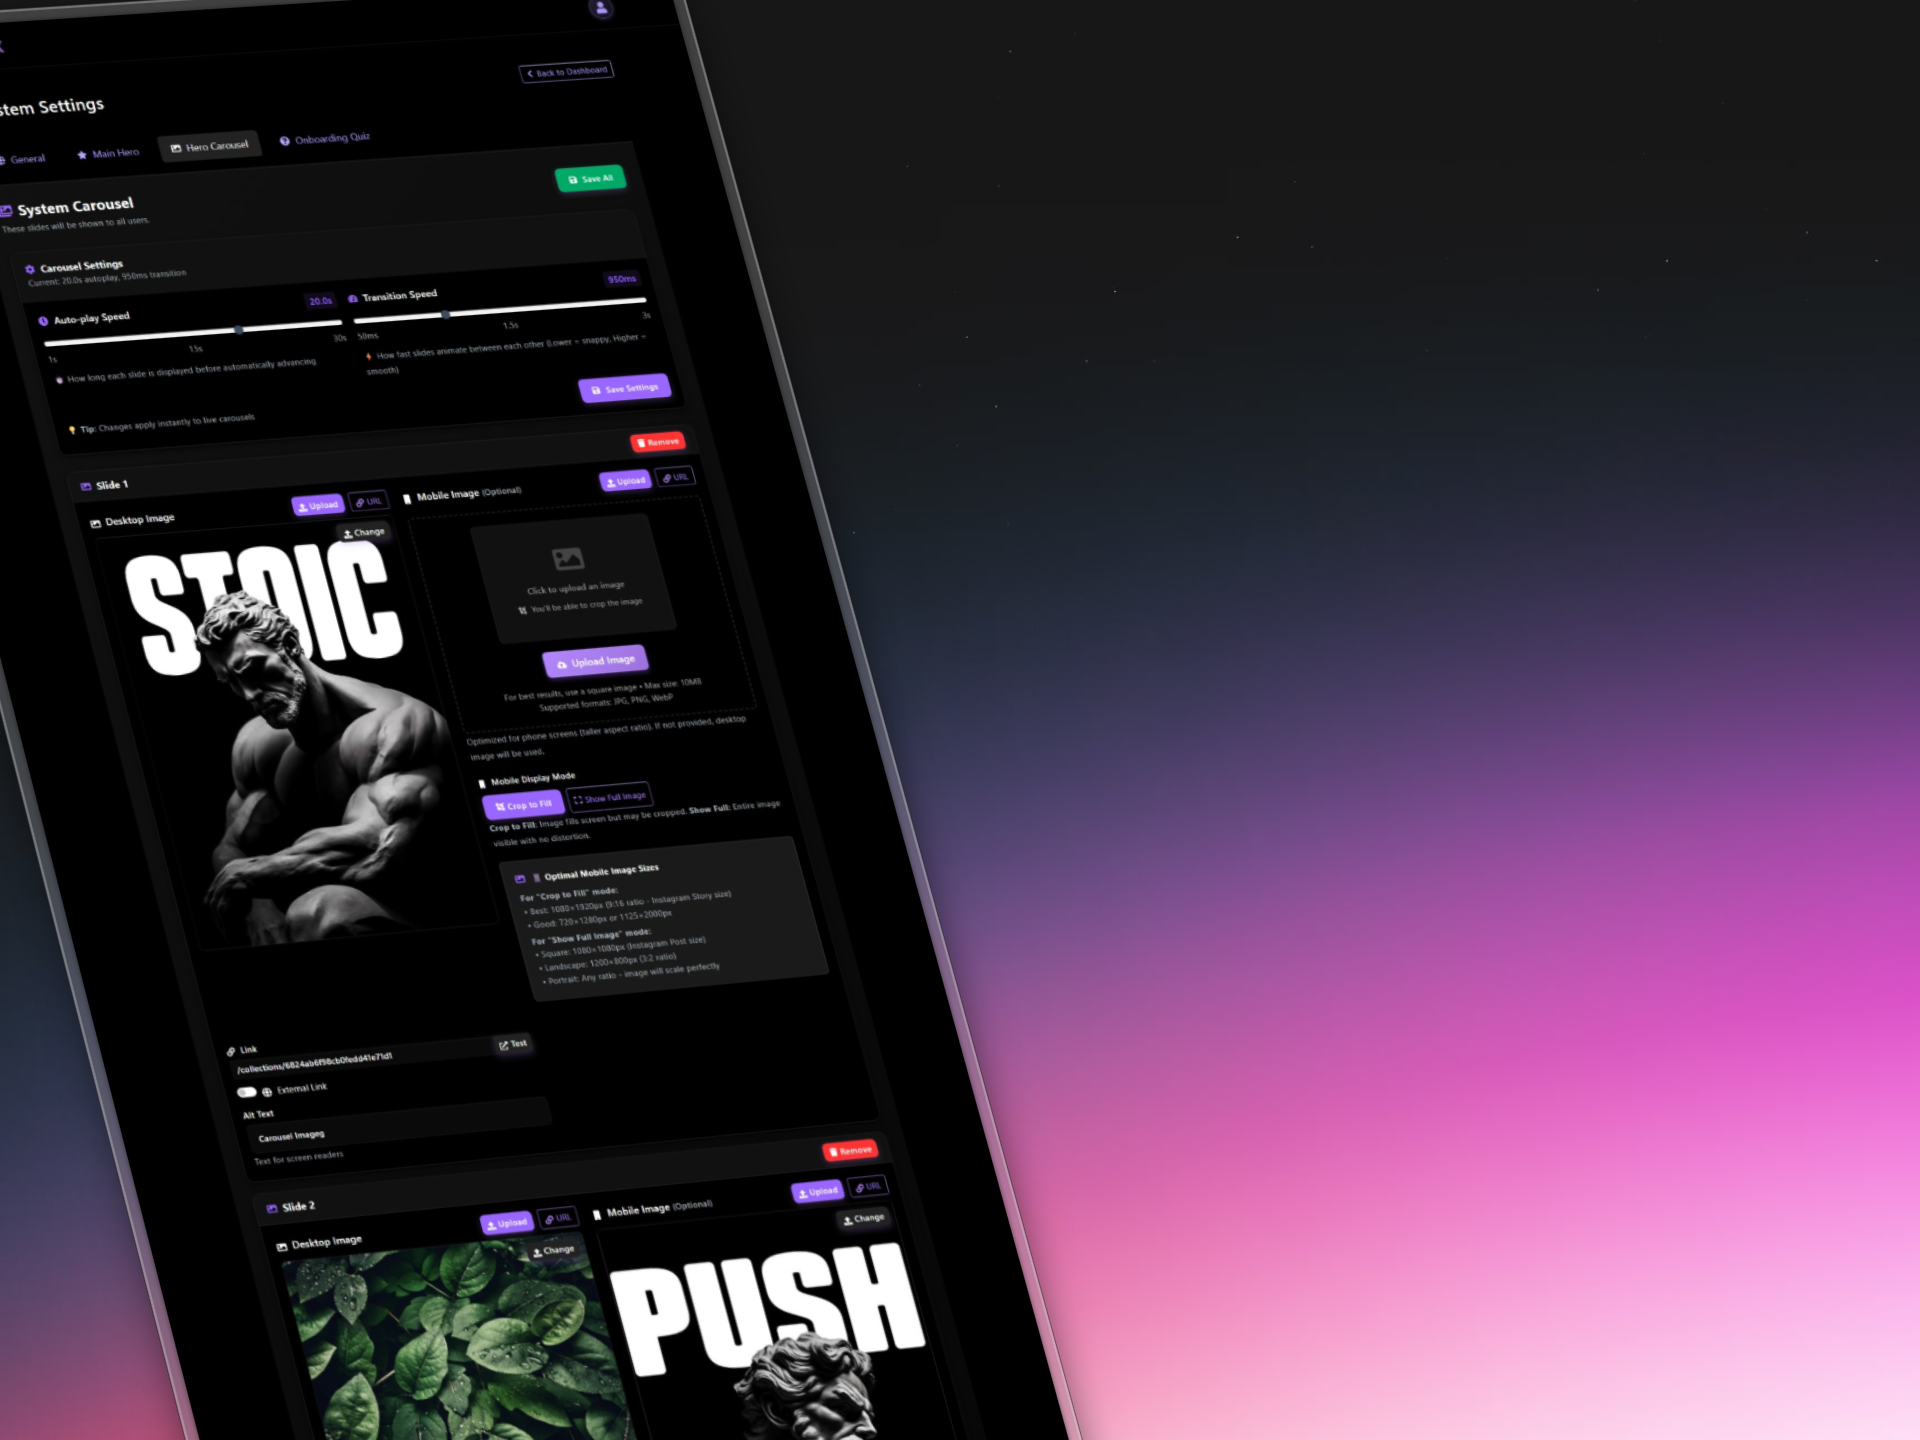 Back to Dashboard
stem Settings
General Main Hero Hero Carousel Onboarding Quiz
Save All
System Carousel
These slides will be shown to all users.
Carousel Settings
Current: 20.0s autoplay, 950ms transition
Auto-play Speed 20.0s Transition Speed 950ms
1s 15s 30s 50ms 1.5s 3s
How long each slide is displayed before automatically advancing
How fast slides animate between each other (Lower = snappy, Higher =
smooth)
Save Settings
Tip: Changes apply instantly to live carousels
Remove
Slide 1
Desktop Image Upload URL
Mobile Image (Optional) Upload URL
Change
STOIC
Click to upload an image
You'll be able to crop the image
Upload Image
For best results, use a square image • Max size: 10MB
Supported formats: JPG, PNG, WebP
Optimized for phone screens (taller aspect ratio). If not provided, desktop
image will be used.
Mobile Display Mode
Crop to Fill Show Full Image
Crop to Fill: Image fills screen but may be cropped. Show Full: Entire image
visible with no distortion.
Optimal Mobile Image Sizes
For "Crop to Fill" mode:
• Best: 1080×1920px (9:16 ratio - Instagram Story size)
• Good: 720×1280px or 1125×2000px
For "Show Full Image" mode:
• Square: 1080×1080px (Instagram Post size)
• Landscape: 1200×800px (3:2 ratio)
• Portrait: Any ratio - image will scale perfectly
Link
/collections/6824ab6f98cb0fedd41e71d1 Test
External Link
Alt Text
Carousel Imageg
Text for screen readers
Remove
Slide 2
Desktop Image Upload URL
Mobile Image (Optional) Upload URL
Change
Change
PUSH